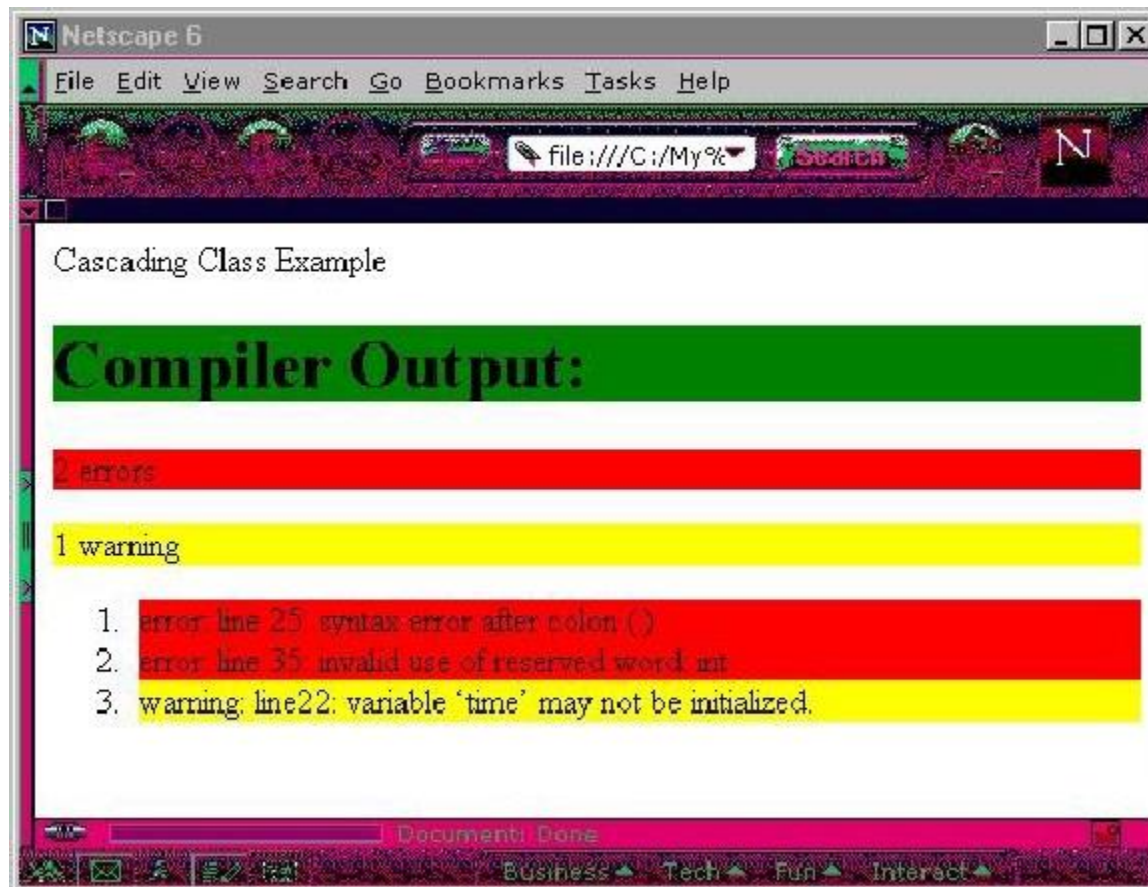 Netscape 6
File Edit View Search Go Bookmarks Tasks Help
file:///C:/My%
Search
N
Cascading Class Example
Compiler Output:
2 errors
1 warning
1. error: line 25: syntax error after colon (:)
2. error: line 35: invalid use of reserved word: int
3. warning: line22: variable ‘time’ may not be initialized.
Document: Done
Business Tech Fun Interact